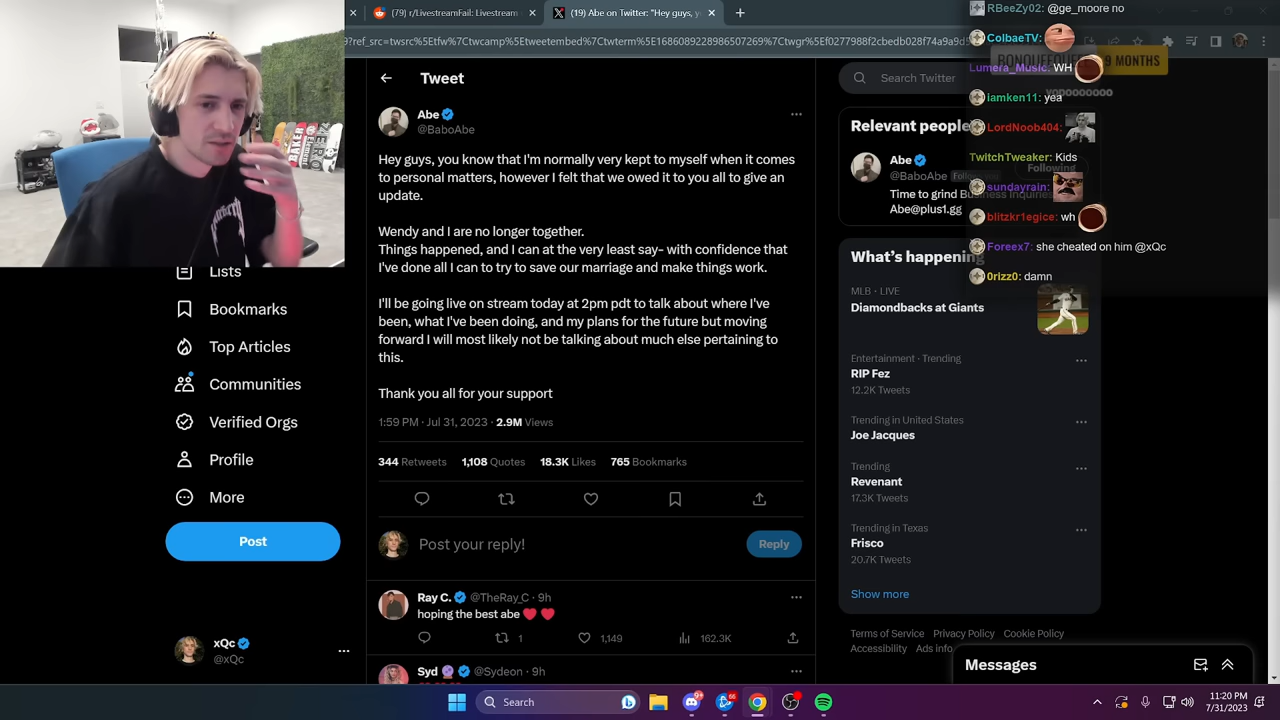 (79) r/LivestreamFail: Livestream
(19) Abe on Twitter: "Hey guys, y
Tweet
Abe
@BaboAbe
Hey guys, you know that I'm normally very kept to myself when it comes
to personal matters, however I felt that we owed it to you all to give an
update.
Wendy and I are no longer together.
Things happened, and I can at the very least say- with confidence that
I've done all I can to try to save our marriage and make things work.
I'll be going live on stream today at 2pm pdt to talk about where I've
been, what I've been doing, and my plans for the future but moving
forward I will most likely not be talking about much else pertaining to
this.
Thank you all for your support
1:59 PM · Jul 31, 2023 · 2.9M Views
344 Retweets 1,108 Quotes 18.3K Likes 765 Bookmarks
Post your reply!
Reply
Ray C. @TheRay_C · 9h
hoping the best abe
1 1,149 162.3K
Syd @Sydeon · 9h
Lists
Bookmarks
Top Articles
Communities
Verified Orgs
Profile
More
Post
xQc
@xQc
Search Twitter
Relevant people
Abe
@BaboAbe
Following
Time to grind Business Inquiries
Abe@plus1.gg
What's happening
MLB · LIVE
Diamondbacks at Giants
Entertainment · Trending
RIP Fez
12.2K Tweets
Trending in United States
Joe Jacques
Trending
Revenant
17.3K Tweets
Trending in Texas
Frisco
20.7K Tweets
Show more
Terms of Service Privacy Policy Cookie Policy
Accessibility Ads info
Messages
RBeeZy02: @ge_moore no
ColbaeTV:
9 MONTHS
Lumera_Music: WH
iamken11: yea
LordNoob404:
TwitchTweaker: Kids
sundayrain:
blitzkr1egice: wh
Foreex7: she cheated on him @xQc
0rizz0: damn
Search
11:20 PM
7/31/2023